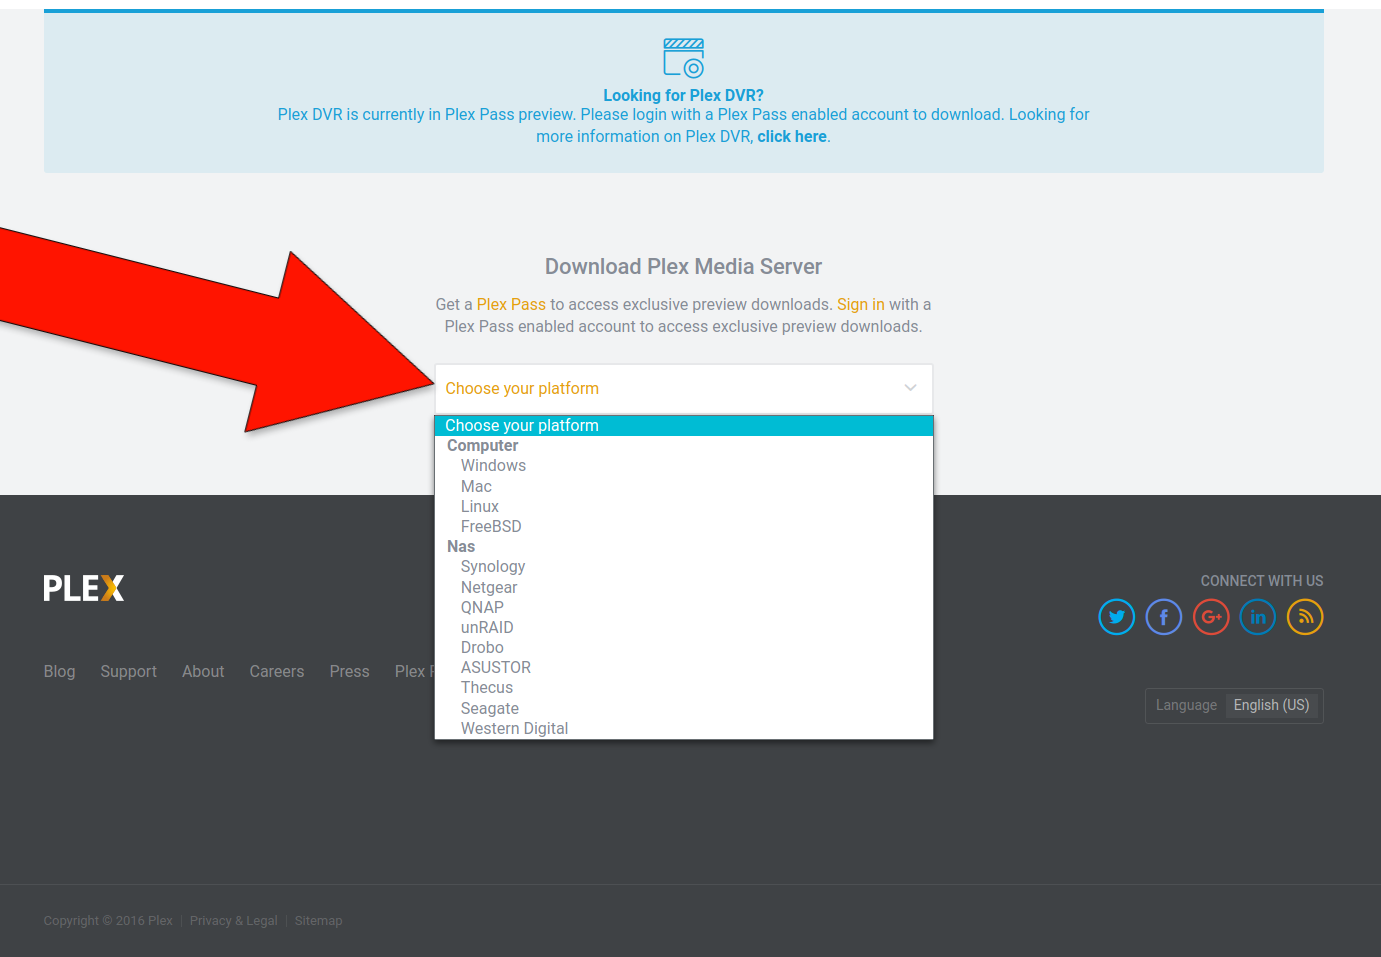 Looking for Plex DVR?
Plex DVR is currently in Plex Pass preview. Please login with a Plex Pass enabled account to download. Looking for
more information on Plex DVR, click here.
Download Plex Media Server
Get a Plex Pass to access exclusive preview downloads. Sign in with a
Plex Pass enabled account to access exclusive preview downloads.
Choose your platform
Choose your platform
Computer
Windows
Mac
Linux
FreeBSD
Nas
Synology
Netgear
QNAP
unRAID
Drobo
ASUSTOR
Thecus
Seagate
Western Digital
PLEX
CONNECT WITH US
Blog Support About Careers Press Plex
Language English (US)
Copyright © 2016 Plex | Privacy & Legal | Sitemap